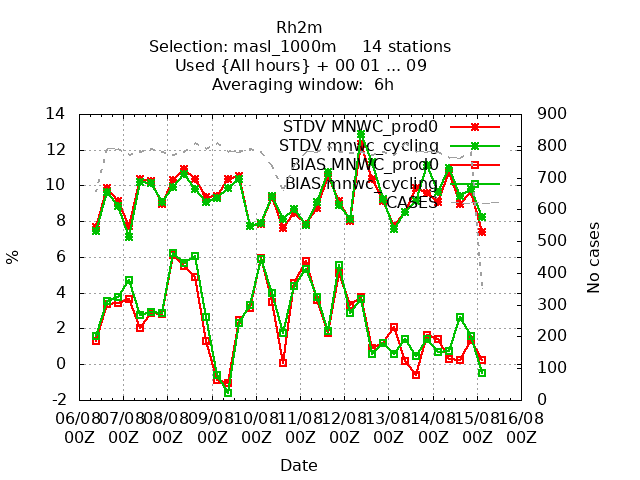 Rh2m
Selection: masl_1000m 14 stations
Used {All hours} + 00 01 ... 09
Averaging window: 6h
14
12
10
8
6
4
2
0
-2
%
900
800
700
600
500
400
300
200
100
0
No cases
STDV MNWC_prod0
STDV mnwc_cycling
BIAS MNWC_prod0
BIAS mnwc_cycling
CASES
06/08 07/08 08/08 09/08 10/08 11/08 12/08 13/08 14/08 15/08 16/08
00Z 00Z 00Z 00Z 00Z 00Z 00Z 00Z 00Z 00Z 00Z
Date